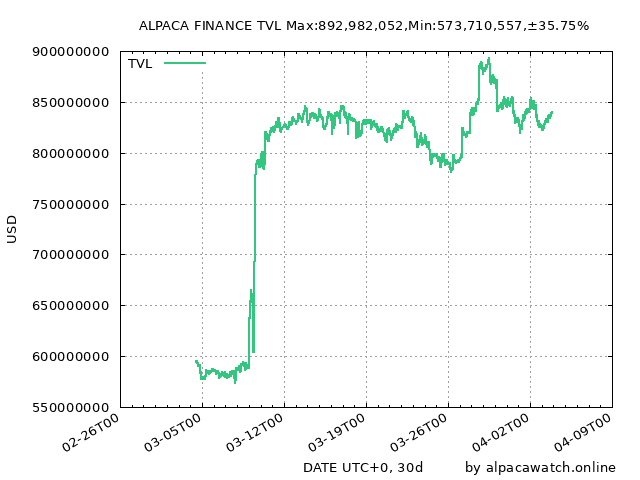 ALPACA FINANCE TVL Max:892,982,052,Min:573,710,557,±35.75%
TVL
900000000
850000000
800000000
750000000
700000000
650000000
600000000
550000000
USD
02-26T00
03-05T00
03-12T00
03-19T00
03-26T00
04-02T00
04-09T00
DATE UTC+0, 30d
by alpacawatch.online